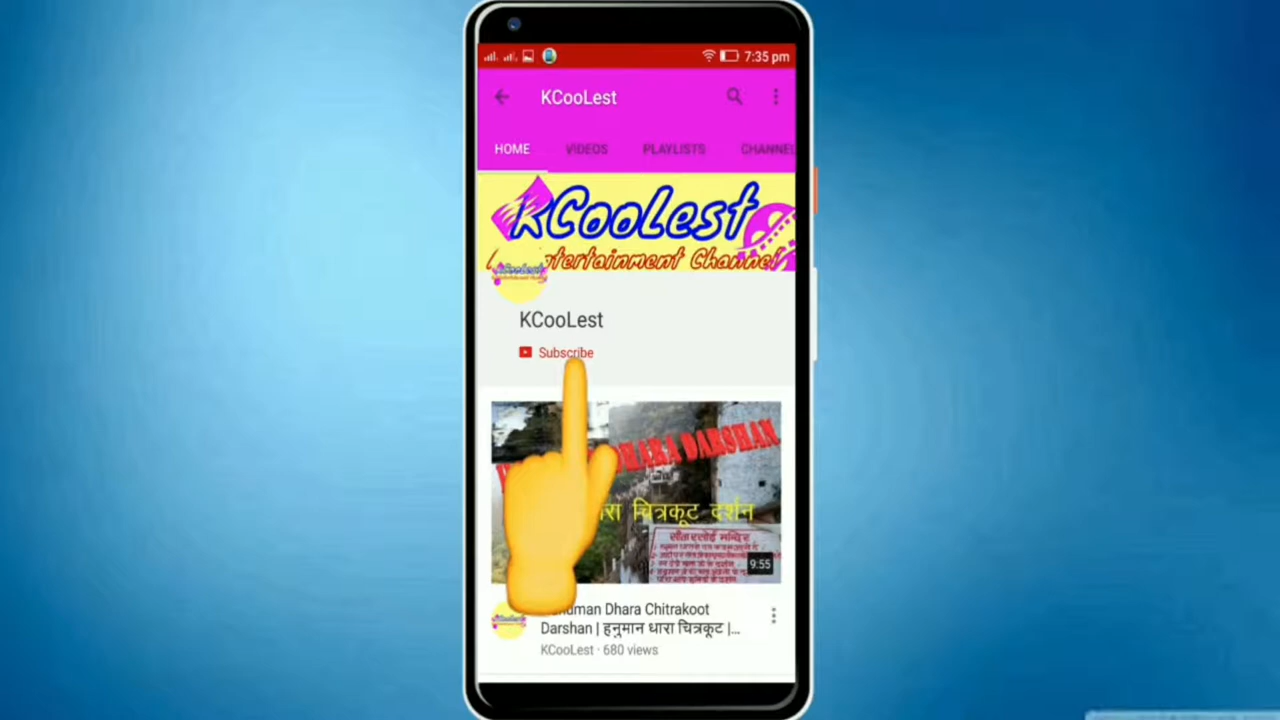 7:35 pm
KCooLest
HOME VIDEOS PLAYLISTS CHANNEL
KCooLest
Entertainment Channel
KCooLest
Subscribe
DHARA DARSHAN
चित्रकूट दर्शन
9:55
Hanuman Dhara Chitrakoot
Darshan | हनुमान धारा चित्रकूट |...
KCooLest · 680 views